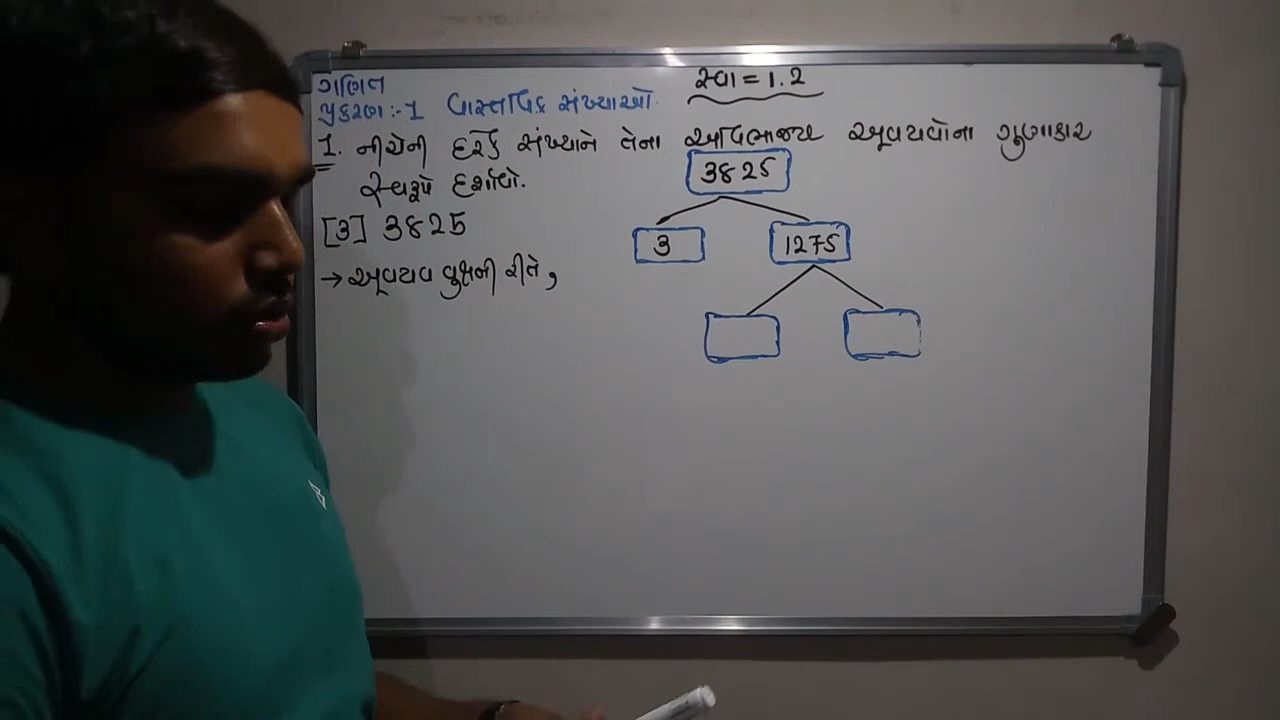 ગણિત
પ્રકરણ:-1 વાસ્તવિક સંખ્યાઓ.
સ્વા = 1.2
1. નીચેની દરેક સંખ્યાને તેના અવિભાજ્ય અવયવોના ગુણાકાર
સ્વરૂપે દર્શાવો.
[3] 3825
→ અવયવ વૃક્ષની રીતે,
3825
3 1275